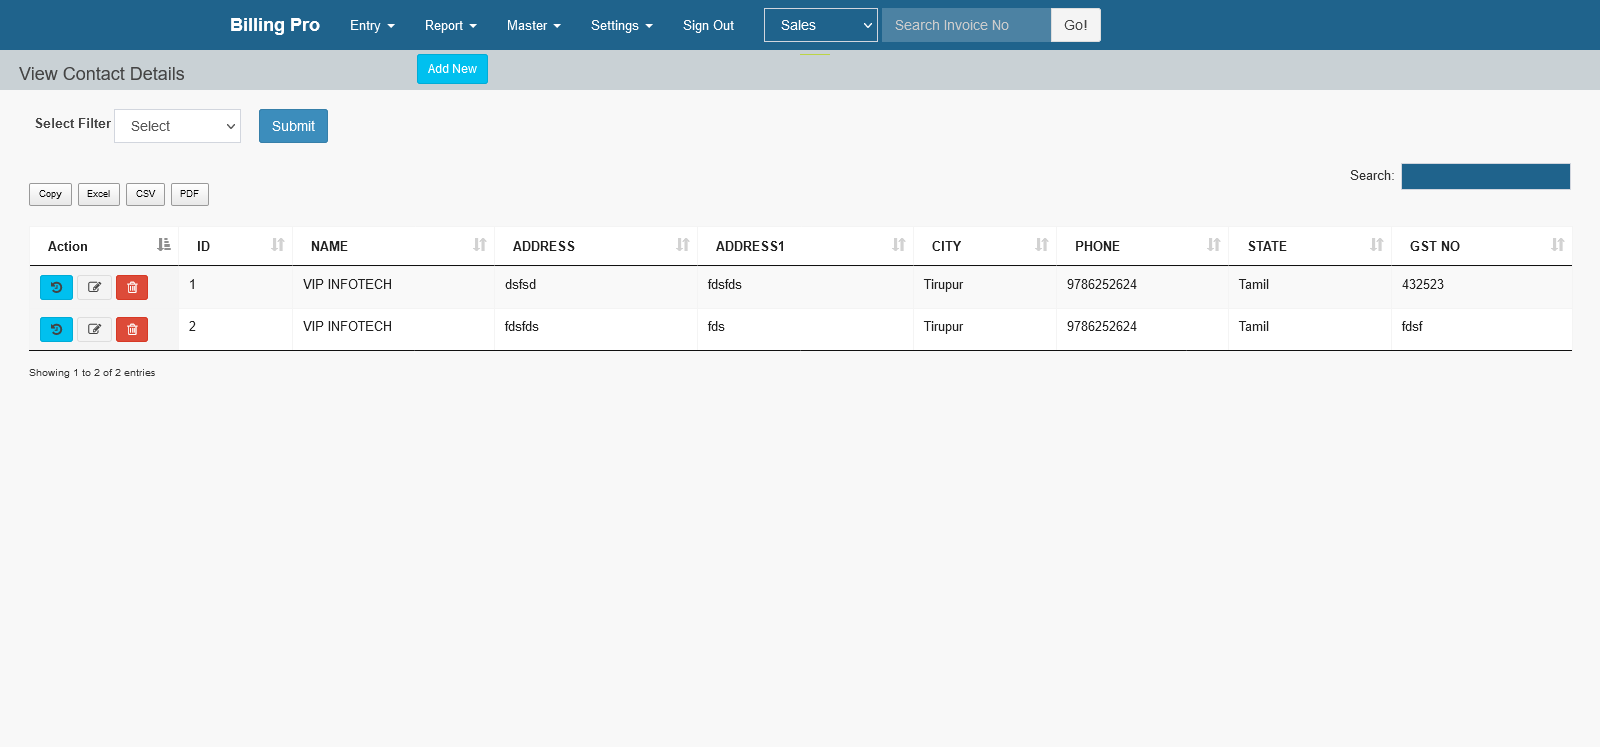 Billing Pro Entry Report Master Settings Sign Out Sales Search Invoice No Go!
View Contact Details Add New
Select Filter Select Submit
Search:
Copy Excel CSV PDF
Action ID NAME ADDRESS ADDRESS1 CITY PHONE STATE GST NO
1 VIP INFOTECH dsfsd fdsfds Tirupur 9786252624 Tamil 432523
2 VIP INFOTECH fdsfds fds Tirupur 9786252624 Tamil fdsf
Showing 1 to 2 of 2 entries